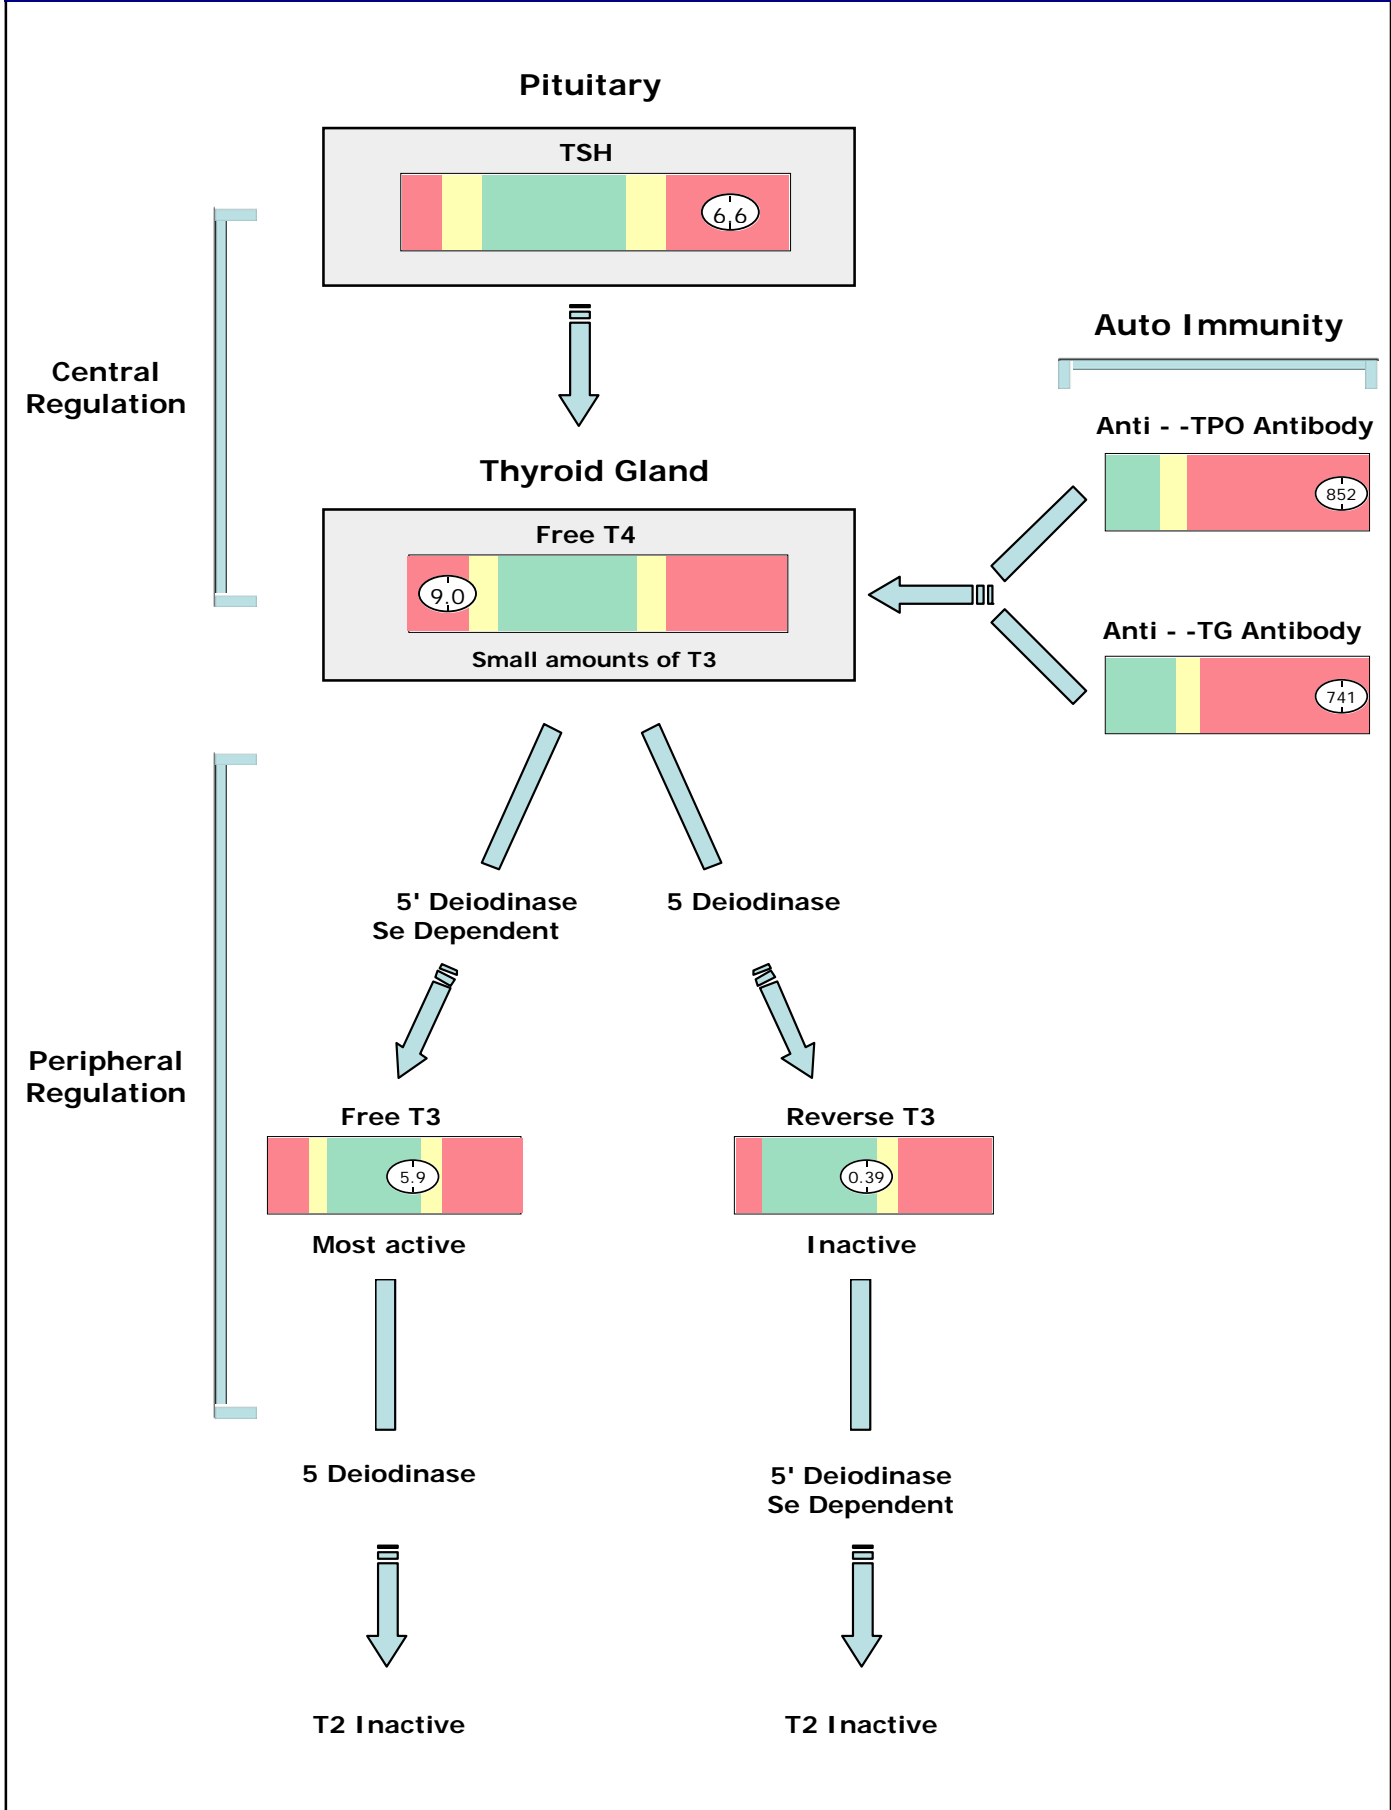 Pituitary
TSH
6.6
Central
Regulation
Auto Immunity
Anti - -TPO Antibody
852
Thyroid Gland
Free T4
9.0
Small amounts of T3
Anti - -TG Antibody
741
5' Deiodinase
Se Dependent
5 Deiodinase
Peripheral
Regulation
Free T3
5.9
Most active
Reverse T3
0.39
Inactive
5 Deiodinase
5' Deiodinase
Se Dependent
T2 Inactive
T2 Inactive